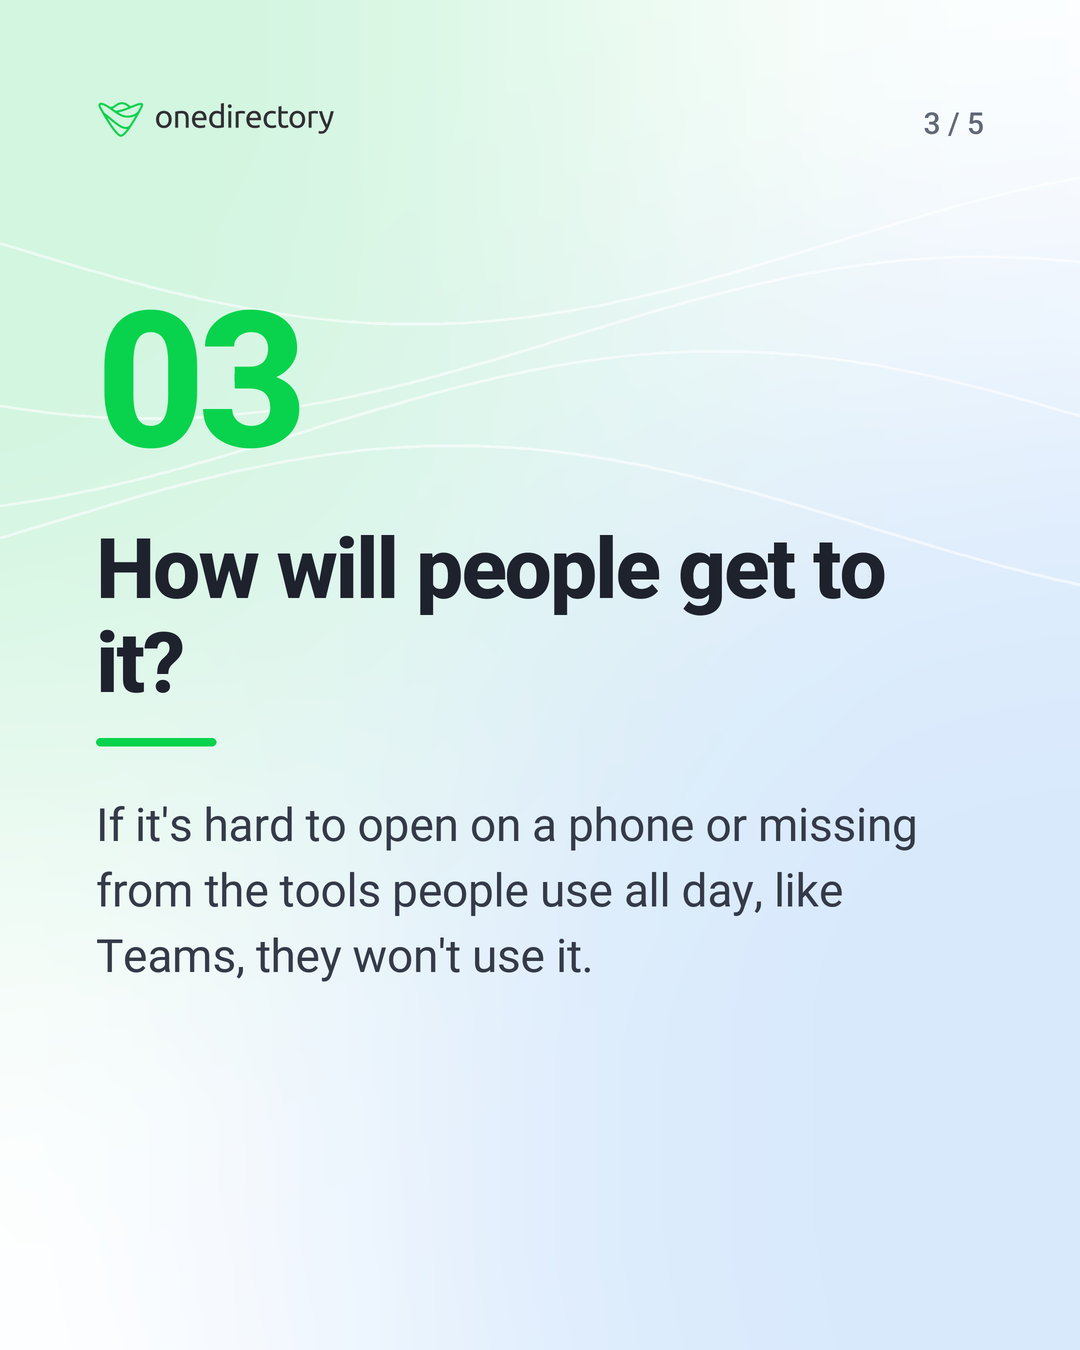 onedirectory
3 / 5
03
How will people get to
it?
If it's hard to open on a phone or missing
from the tools people use all day, like
Teams, they won't use it.